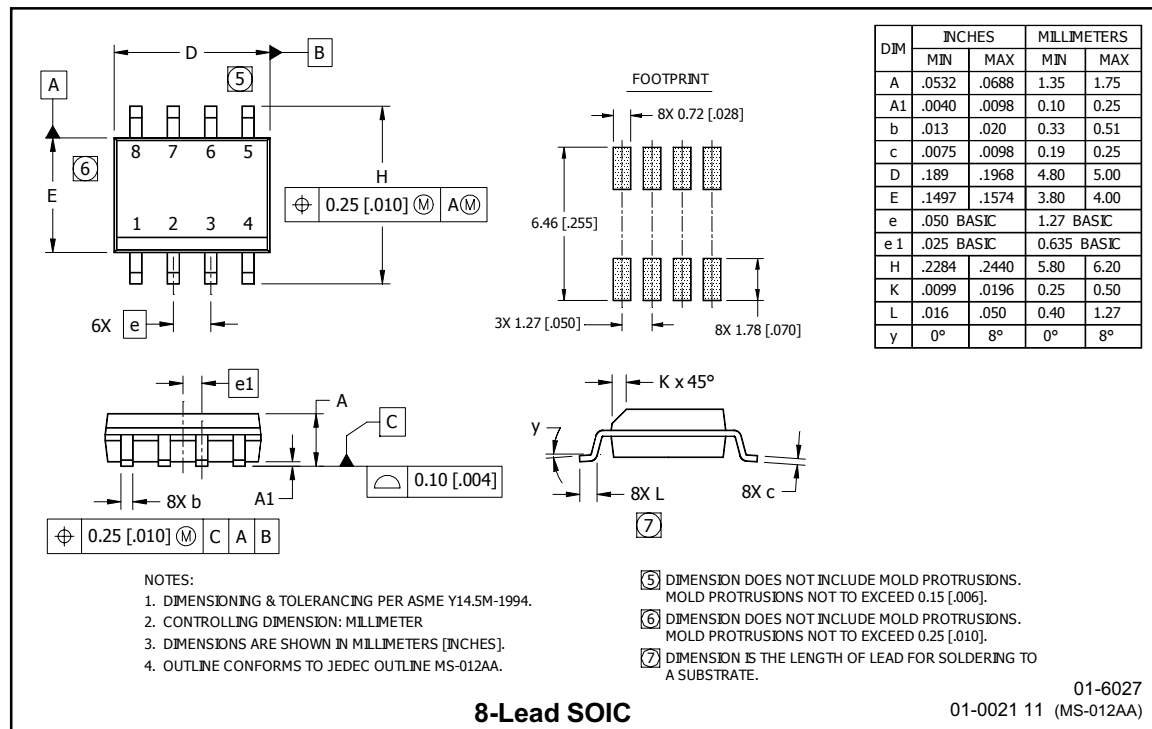 D
B
5
A
8 7 6 5
6
E
H
⌖ 0.25 [.010] Ⓜ AⓂ
1 2 3 4
6X e
FOOTPRINT
8X 0.72 [.028]
6.46 [.255]
3X 1.27 [.050]
8X 1.78 [.070]
DIM INCHES MILLIMETERS
MIN MAX MIN MAX
A .0532 .0688 1.35 1.75
A1 .0040 .0098 0.10 0.25
b .013 .020 0.33 0.51
c .0075 .0098 0.19 0.25
D .189 .1968 4.80 5.00
E .1497 .1574 3.80 4.00
e .050 BASIC 1.27 BASIC
e 1 .025 BASIC 0.635 BASIC
H .2284 .2440 5.80 6.20
K .0099 .0196 0.25 0.50
L .016 .050 0.40 1.27
y 0° 8° 0° 8°
e1
A
C
0.10 [.004]
8X b
A1
⌖ 0.25 [.010] Ⓜ C A B
K x 45°
y
8X L
8X c
7
NOTES:
1. DIMENSIONING & TOLERANCING PER ASME Y14.5M-1994.
2. CONTROLLING DIMENSION: MILLIMETER
3. DIMENSIONS ARE SHOWN IN MILLIMETERS [INCHES].
4. OUTLINE CONFORMS TO JEDEC OUTLINE MS-012AA.
5 DIMENSION DOES NOT INCLUDE MOLD PROTRUSIONS.
MOLD PROTRUSIONS NOT TO EXCEED 0.15 [.006].
6 DIMENSION DOES NOT INCLUDE MOLD PROTRUSIONS.
MOLD PROTRUSIONS NOT TO EXCEED 0.25 [.010].
7 DIMENSION IS THE LENGTH OF LEAD FOR SOLDERING TO
A SUBSTRATE.
8-Lead SOIC
01-6027
01-0021 11 (MS-012AA)